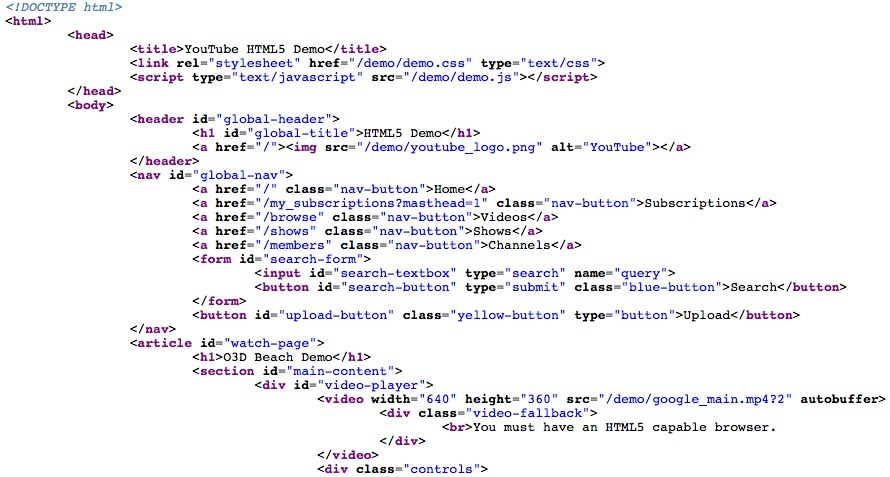 <!DOCTYPE html>
<html>
<head>
<title>YouTube HTML5 Demo</title>
<link rel="stylesheet" href="/demo/demo.css" type="text/css">
<script type="text/javascript" src="/demo/demo.js"></script>
</head>
<body>
<header id="global-header">
<h1 id="global-title">HTML5 Demo</h1>
<a href="/"><img src="/demo/youtube_logo.png" alt="YouTube"></a>
</header>
<nav id="global-nav">
<a href="/" class="nav-button">Home</a>
<a href="/my_subscriptions?masthead=1" class="nav-button">Subscriptions</a>
<a href="/browse" class="nav-button">Videos</a>
<a href="/shows" class="nav-button">Shows</a>
<a href="/members" class="nav-button">Channels</a>
<form id="search-form">
<input id="search-textbox" type="search" name="query">
<button id="search-button" type="submit" class="blue-button">Search</button>
</form>
<button id="upload-button" class="yellow-button" type="button">Upload</button>
</nav>
<article id="watch-page">
<h1>O3D Beach Demo</h1>
<section id="main-content">
<div id="video-player">
<video width="640" height="360" src="/demo/google_main.mp4?2" autobuffer>
<div class="video-fallback">
<br>You must have an HTML5 capable browser.
</div>
</video>
<div class="controls">